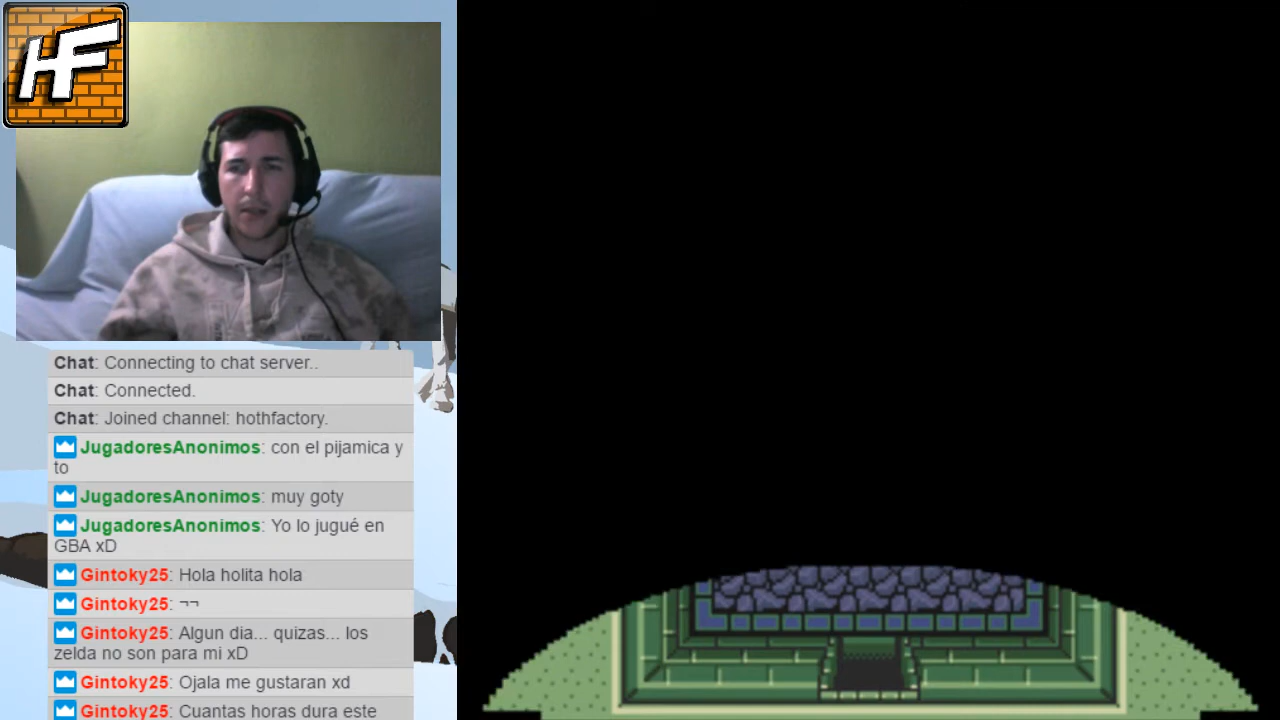 HF
Chat: Connecting to chat server..
Chat: Connected.
Chat: Joined channel: hothfactory.
JugadoresAnonimos: con el pijamica y
to
JugadoresAnonimos: muy goty
JugadoresAnonimos: Yo lo jugué en
GBA xD
Gintoky25: Hola holita hola
Gintoky25: ¬¬
Gintoky25: Algun dia... quizas... los
zelda no son para mi xD
Gintoky25: Ojala me gustaran xd
Gintoky25: Cuantas horas dura este